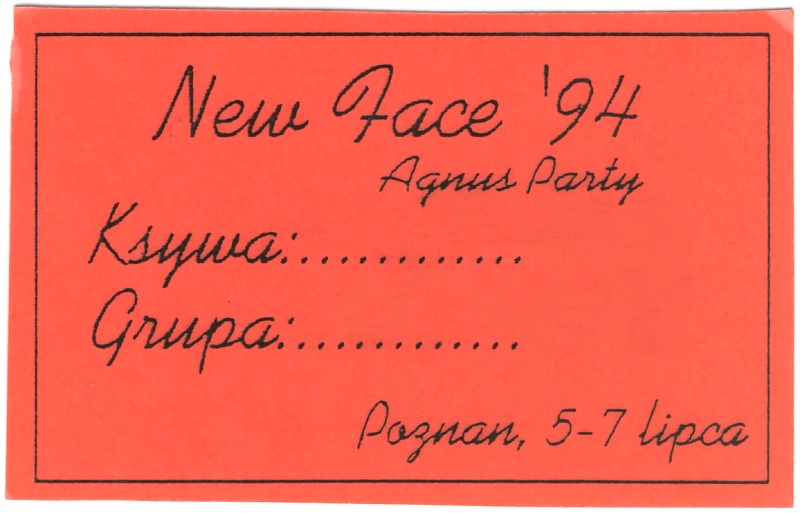 New Face '94
Agnus Party
Ksywa:.............
Grupa:.............
Poznan, 5-7 lipca